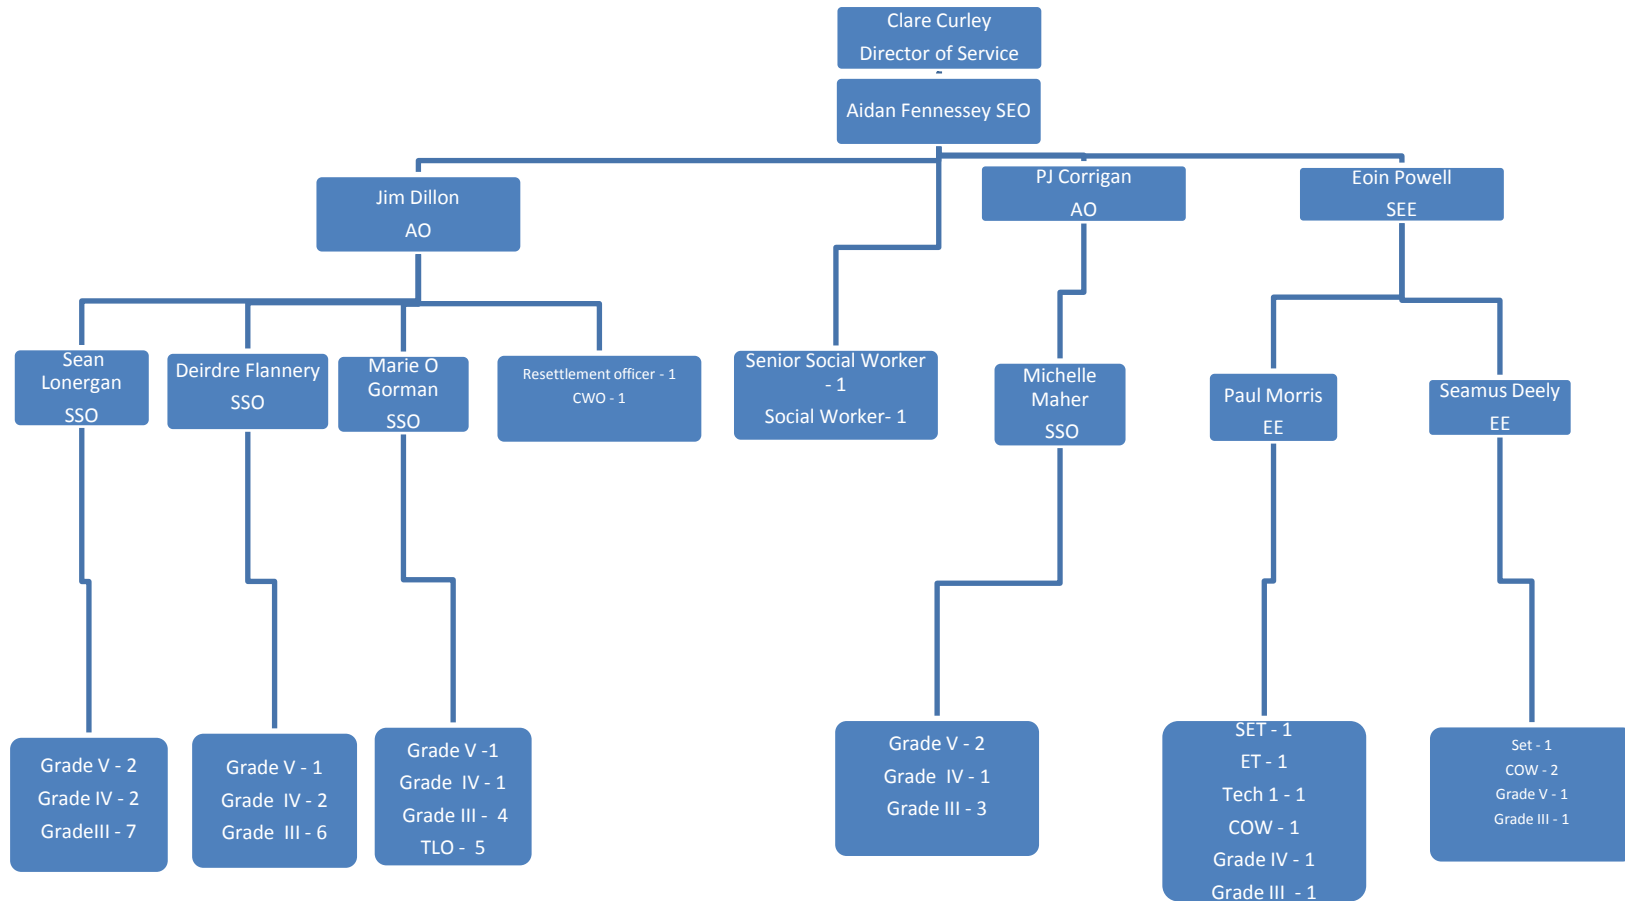 Clare Curley
Director of Service
Aidan Fennessey SEO
Jim Dillon
AO
PJ Corrigan
AO
Eoin Powell
SEE
Sean
Lonergan
SSO
Deirdre Flannery
SSO
Marie O
Gorman
SSO
Resettlement officer - 1
CWO - 1
Senior Social Worker
- 1
Social Worker- 1
Michelle
Maher
SSO
Paul Morris
EE
Seamus Deely
EE
Grade V - 2
Grade IV - 2
GradeIII - 7
Grade V - 1
Grade  IV - 2
Grade  III - 6
Grade V -1
Grade  IV - 1
Grade III -  4
TLO -  5
Grade V - 2
Grade  IV - 1
Grade III - 3
SET - 1
ET - 1
Tech 1 - 1
COW - 1
Grade IV - 1
Grade III  - 1
Set - 1
COW - 2
Grade V - 1
Grade III - 1